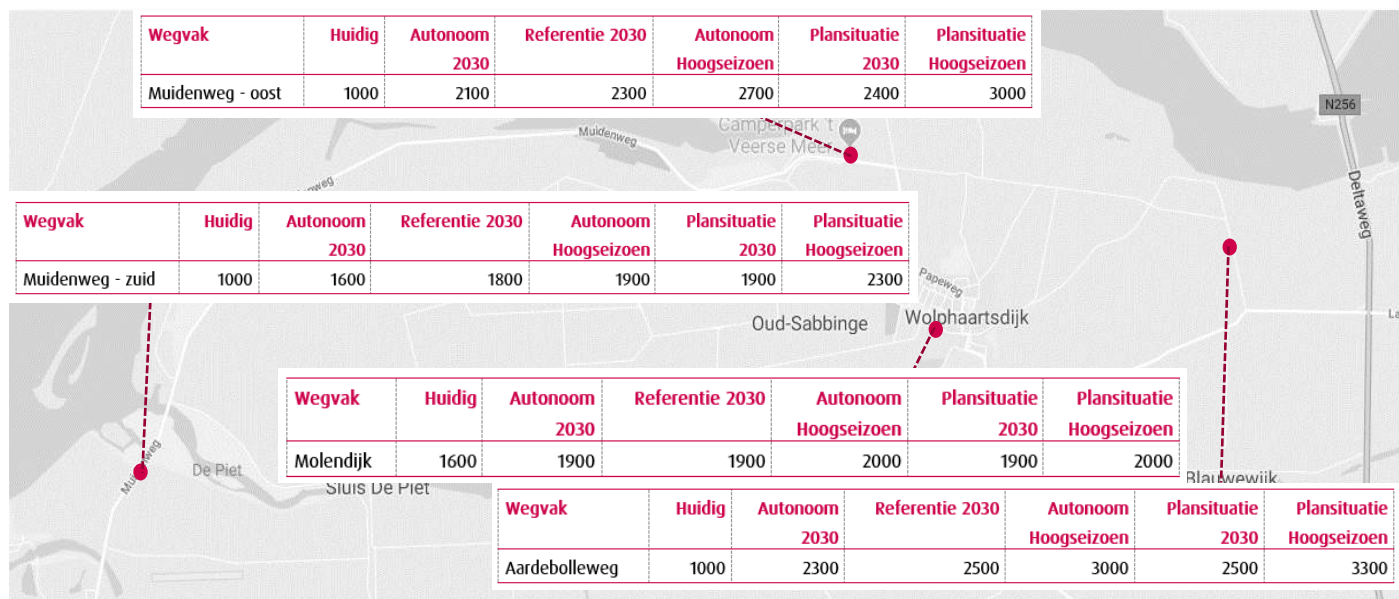 Wegvak Huidig Autonoom 2030 Referentie 2030 Autonoom Hoogseizoen Plansituatie 2030 Plansituatie Hoogseizoen
Muidenweg - oost 1000 2100 2300 2700 2400 3000
N256
Camperpark 't
Veerse Meer
Muidenweg
Deltaweg
Wegvak Huidig Autonoom 2030 Referentie 2030 Autonoom Hoogseizoen Plansituatie 2030 Plansituatie Hoogseizoen
Muidenweg - zuid 1000 1600 1800 1900 1900 2300
Papeweg
Oud-Sabbinge
Wolphaartsdijk
Wegvak Huidig Autonoom 2030 Referentie 2030 Autonoom Hoogseizoen Plansituatie 2030 Plansituatie Hoogseizoen
Molendijk 1600 1900 1900 2000 1900 2000
De Piet
Sluis De Piet
Blauwewijk
Wegvak Huidig Autonoom 2030 Referentie 2030 Autonoom Hoogseizoen Plansituatie 2030 Plansituatie Hoogseizoen
Aardebolleweg 1000 2300 2500 3000 2500 3300